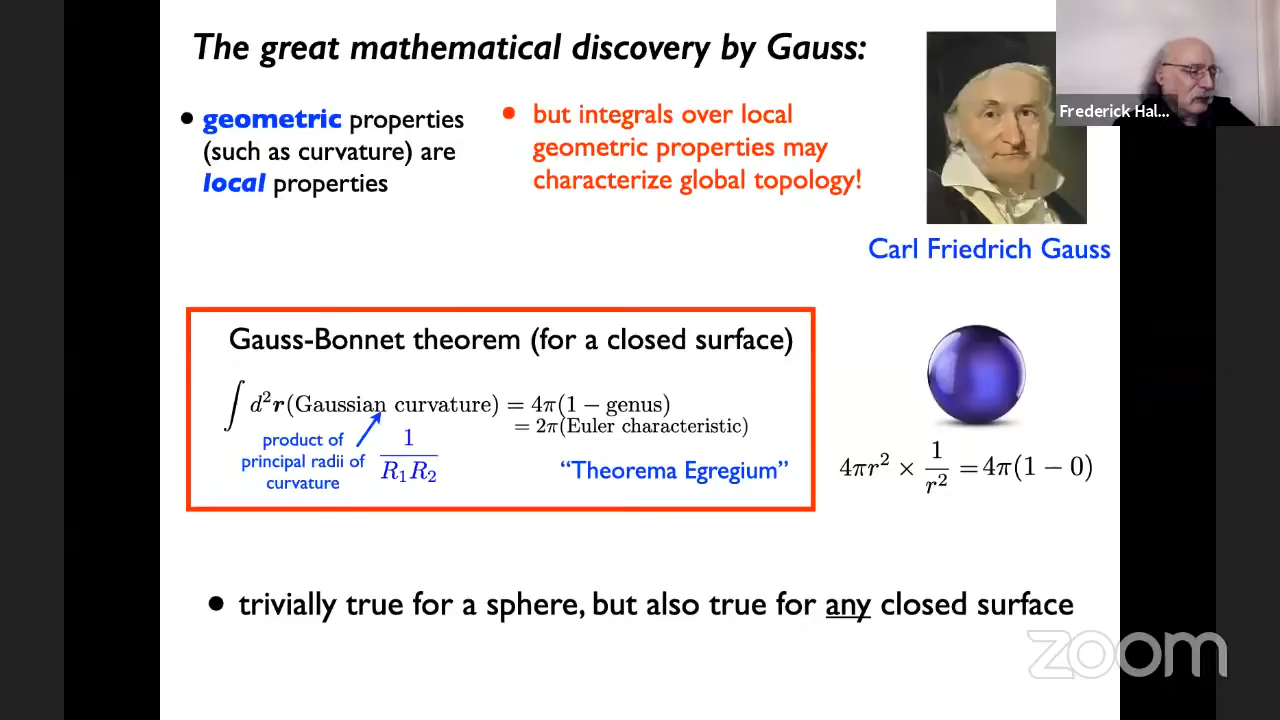 The great mathematical discovery by Gauss:
• geometric properties
(such as curvature) are
local properties
• but integrals over local
geometric properties may
characterize global topology!
Frederick Hal...
Carl Friedrich Gauss
Gauss-Bonnet theorem (for a closed surface)
∫ d²r(Gaussian curvature) = 4π(1 − genus)
= 2π(Euler characteristic)
product of
principal radii of
curvature
1/(R₁R₂)
“Theorema Egregium”
4πr² × 1/r² = 4π(1 − 0)
• trivially true for a sphere, but also true for any closed surface
zoom